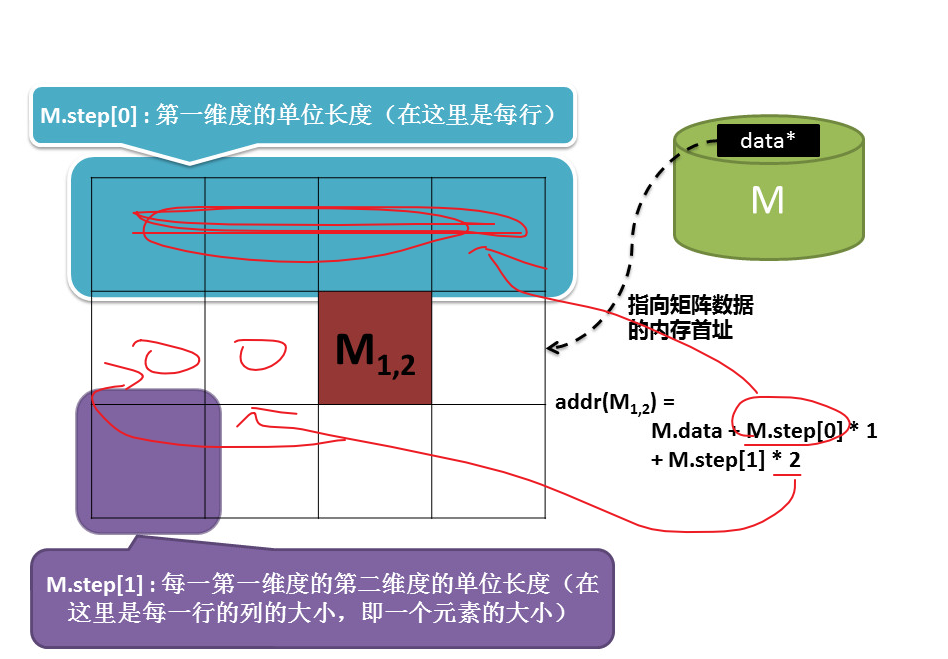 M.step[0] : 第一维度的单位长度（在这里是每行）
data*
M
指向矩阵数据
的内存首址
M1,2
addr(M1,2) =
M.data + M.step[0] * 1
+ M.step[1] * 2
M.step[1] : 每一第一维度的第二维度的单位长度（在
这里是每一行的列的大小，即一个元素的大小）